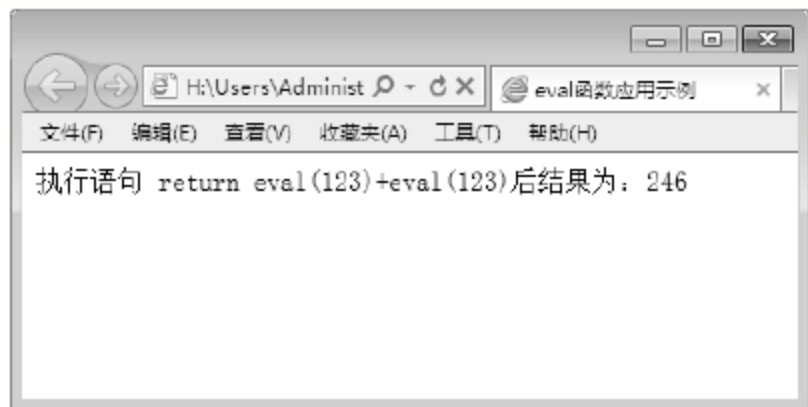 H:\Users\Administ
eval函数应用示例
文件(F) 编辑(E) 查看(V) 收藏夹(A) 工具(T) 帮助(H)
执行语句 return eval(123)+eval(123)后结果为：246